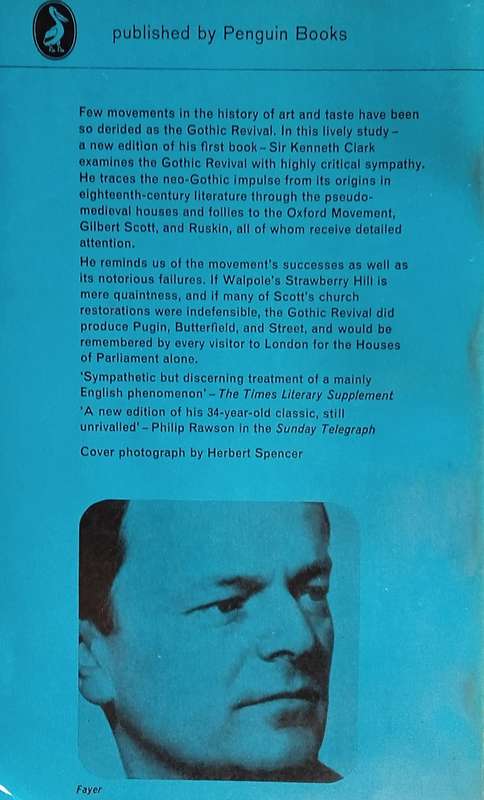 published by Penguin Books
Few movements in the history of art and taste have been
so derided as the Gothic Revival. In this lively study –
a new edition of his first book – Sir Kenneth Clark
examines the Gothic Revival with highly critical sympathy.
He traces the neo-Gothic impulse from its origins in
eighteenth-century literature through the pseudo-
medieval houses and follies to the Oxford Movement,
Gilbert Scott, and Ruskin, all of whom receive detailed
attention.
He reminds us of the movement's successes as well as
its notorious failures. If Walpole's Strawberry Hill is
mere quaintness, and if many of Scott's church
restorations were indefensible, the Gothic Revival did
produce Pugin, Butterfield, and Street, and would be
remembered by every visitor to London for the Houses
of Parliament alone.
'Sympathetic but discerning treatment of a mainly
English phenomenon' – The Times Literary Supplement
'A new edition of his 34-year-old classic, still
unrivalled' – Philip Rawson in the Sunday Telegraph
Cover photograph by Herbert Spencer
Fayer